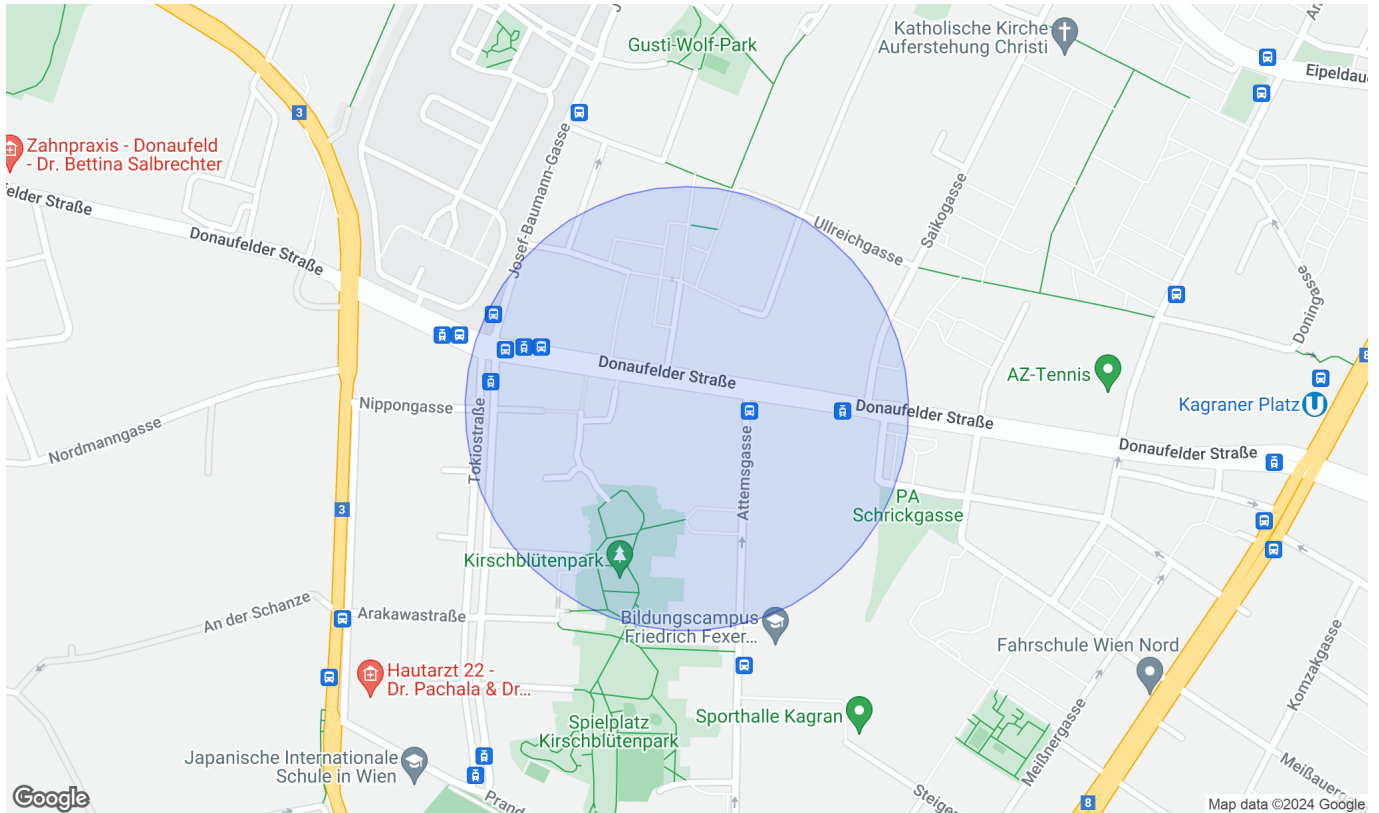 Katholische Kirche
Auferstehung Christi
Gusti-Wolf-Park
Eipeldau
3
Zahnpraxis - Donaufeld
- Dr. Bettina Salbrechter
felder Straße
Donaufelder Straße
Josef-Baumann-Gasse
Ullreichgasse
Saikogasse
Doningasse
8
Donaufelder Straße
AZ-Tennis
Kagraner Platz
U
Nippongasse
Tokiostraße
Nordmanngasse
Donaufelder Straße
Donaufelder Straße
Attemsgasse
3
PA
Schrickgasse
Kirschblütenpark
An der Schanze
Arakawastraße
Bildungscampus
Friedrich Fexer...
Fahrschule Wien Nord
Komzakgasse
Hautarzt 22 -
Dr. Pachala & Dr...
Sporthalle Kagran
Spielplatz
Kirschblütenpark
Meißnergasse
Japanische Internationale
Schule in Wien
Prand
Steiger
Meißauerg
8
Google
Map data ©2024 Google